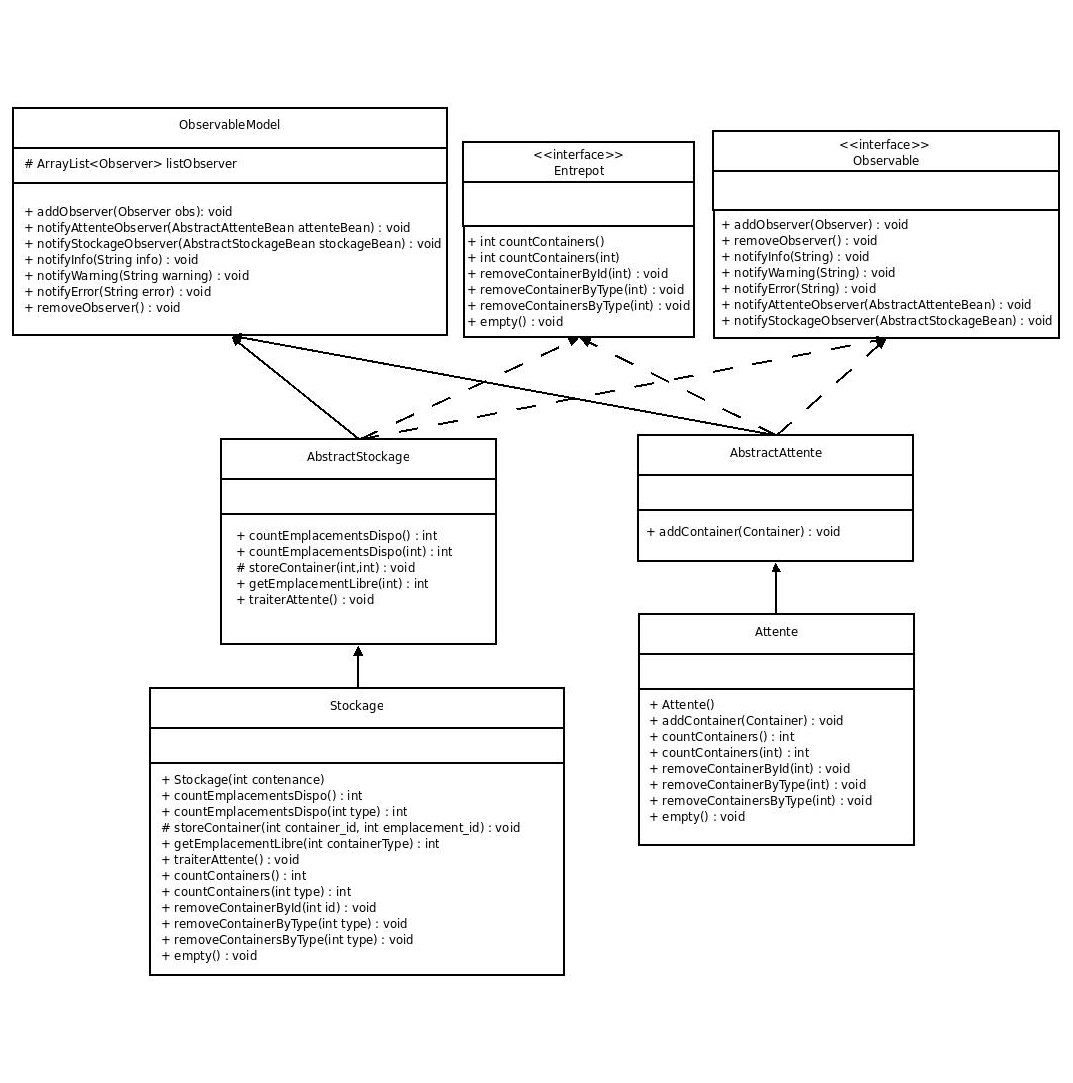 ObservableModel
# ArrayList<Observer> listObserver
+ addObserver(Observer obs): void
+ notifyAttenteObserver(AbstractAttenteBean attenteBean) : void
+ notifyStockageObserver(AbstractStockageBean stockageBean) : void
+ notifyInfo(String info) : void
+ notifyWarning(String warning) : void
+ notifyError(String error) : void
+ removeObserver() : void
<<interface>>
Entrepot
+ int countContainers()
+ int countContainers(int)
+ removeContainerById(int) : void
+ removeContainerByType(int) : void
+ removeContainersByType(int) : void
+ empty() : void
<<interface>>
Observable
+ addObserver(Observer) : void
+ removeObserver() : void
+ notifyInfo(String) : void
+ notifyWarning(String) : void
+ notifyError(String) : void
+ notifyAttenteObserver(AbstractAttenteBean) : void
+ notifyStockageObserver(AbstractStockageBean) : void
AbstractStockage
+ countEmplacementsDispo() : int
+ countEmplacementsDispo(int) : int
# storeContainer(int,int) : void
+ getEmplacementLibre(int) : int
+ traiterAttente() : void
AbstractAttente
+ addContainer(Container) : void
Stockage
+ Stockage(int contenance)
+ countEmplacementsDispo() : int
+ countEmplacementsDispo(int type) : int
# storeContainer(int container_id, int emplacement_id) : void
+ getEmplacementLibre(int containerType) : int
+ traiterAttente() : void
+ countContainers() : int
+ countContainers(int type) : int
+ removeContainerById(int id) : void
+ removeContainerByType(int type) : void
+ removeContainersByType(int type) : void
+ empty() : void
Attente
+ Attente()
+ addContainer(Container) : void
+ countContainers() : int
+ countContainers(int) : int
+ removeContainerById(int) : void
+ removeContainerByType(int) : void
+ removeContainersByType(int) : void
+ empty() : void